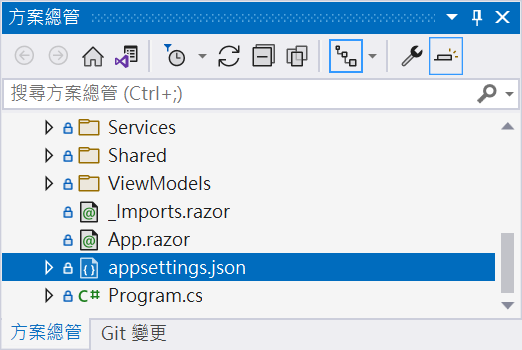 方案總管
搜尋方案總管 (Ctrl+;)
Services
Shared
ViewModels
_Imports.razor
App.razor
appsettings.json
C# Program.cs
方案總管 Git 變更